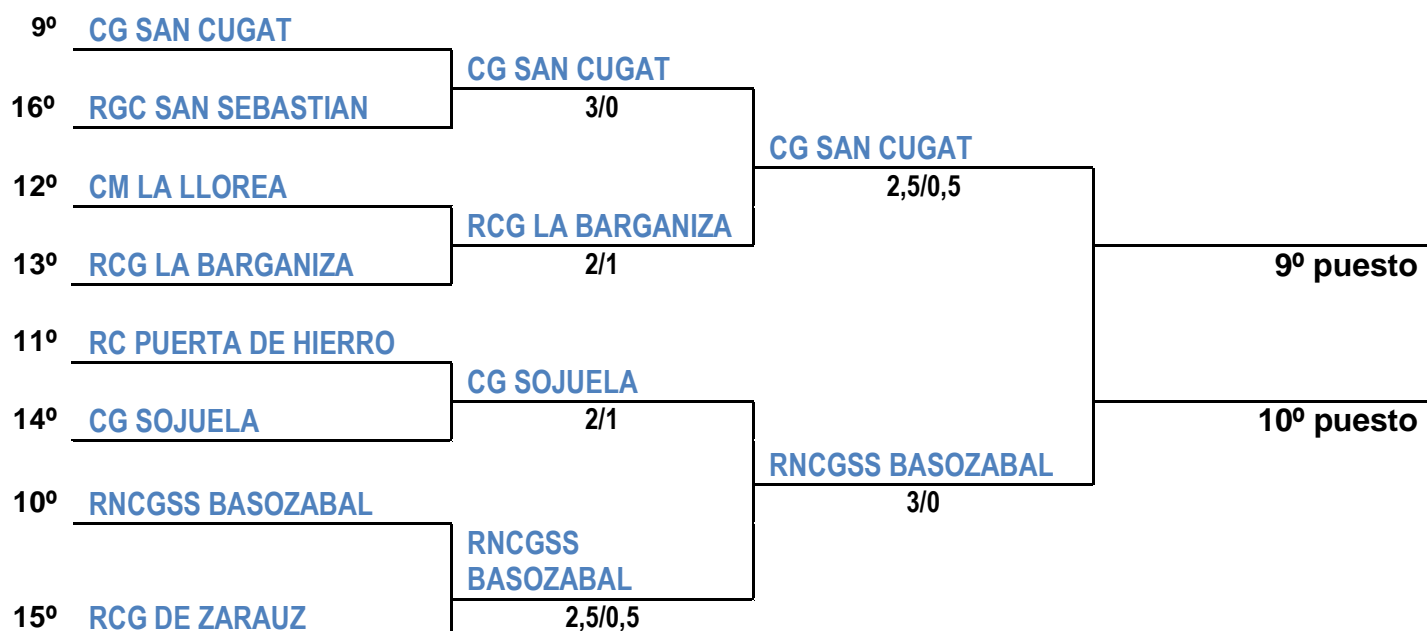 9º CG SAN CUGAT
CG SAN CUGAT
16º RGC SAN SEBASTIAN
3/0
CG SAN CUGAT
12º CM LA LLOREA
2,5/0,5
RCG LA BARGANIZA
13º RCG LA BARGANIZA
2/1
9º puesto
11º RC PUERTA DE HIERRO
CG SOJUELA
14º CG SOJUELA
2/1
10º puesto
RNCGSS BASOZABAL
10º RNCGSS BASOZABAL
3/0
RNCGSS
BASOZABAL
15º RCG DE ZARAUZ
2,5/0,5